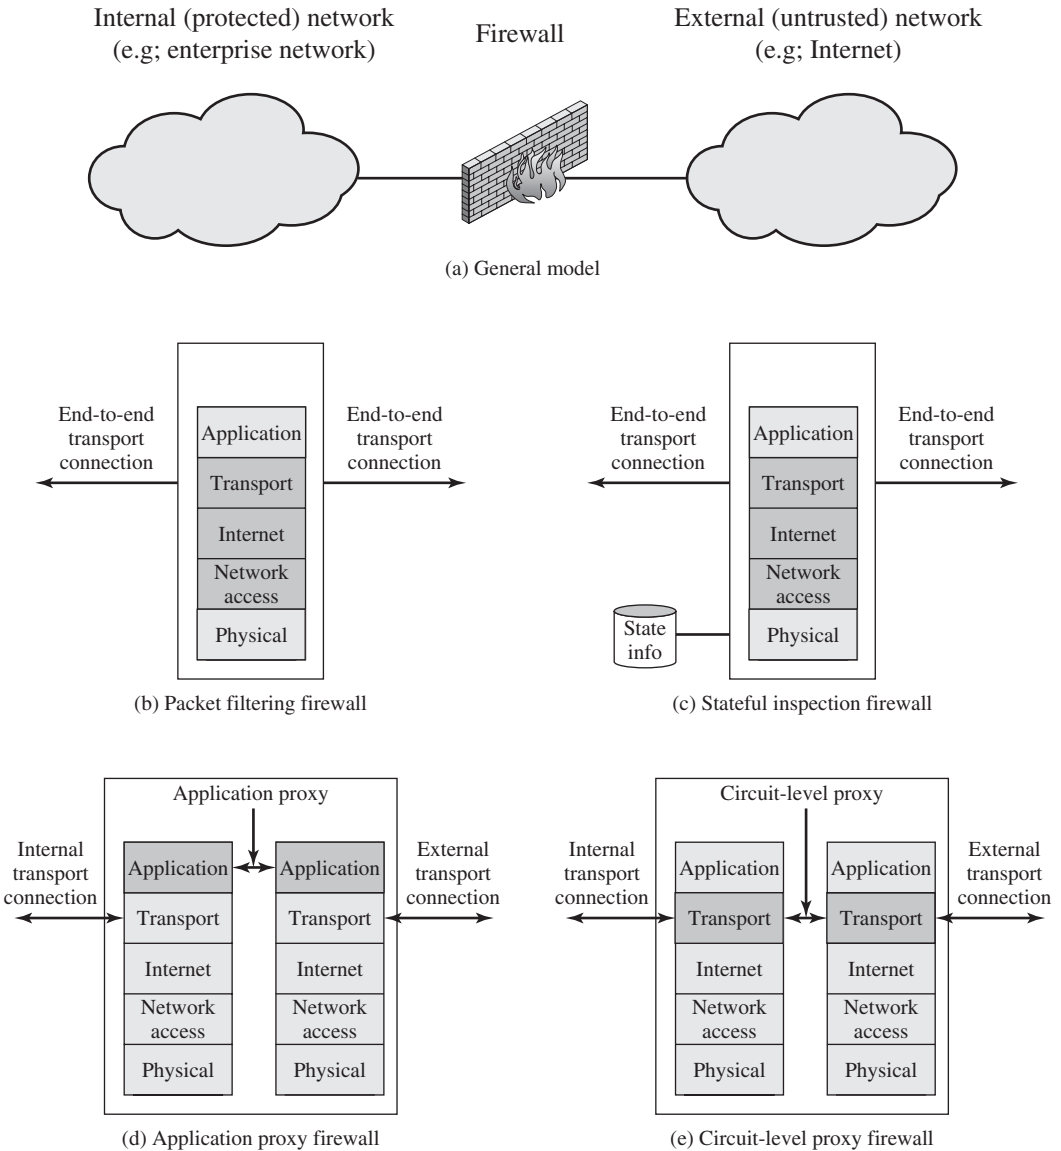 Internal (protected) network
(e.g; enterprise network)
Firewall
External (untrusted) network
(e.g; Internet)
(a) General model
End-to-end
transport
connection
Application
Transport
Internet
Network
access
Physical
End-to-end
transport
connection
(b) Packet filtering firewall
End-to-end
transport
connection
Application
Transport
Internet
Network
access
Physical
End-to-end
transport
connection
State
info
(c) Stateful inspection firewall
Application proxy
Internal
transport
connection
Application
Transport
Internet
Network
access
Physical
Application
Transport
Internet
Network
access
Physical
External
transport
connection
(d) Application proxy firewall
Circuit-level proxy
Internal
transport
connection
Application
Transport
Internet
Network
access
Physical
Application
Transport
Internet
Network
access
Physical
External
transport
connection
(e) Circuit-level proxy firewall